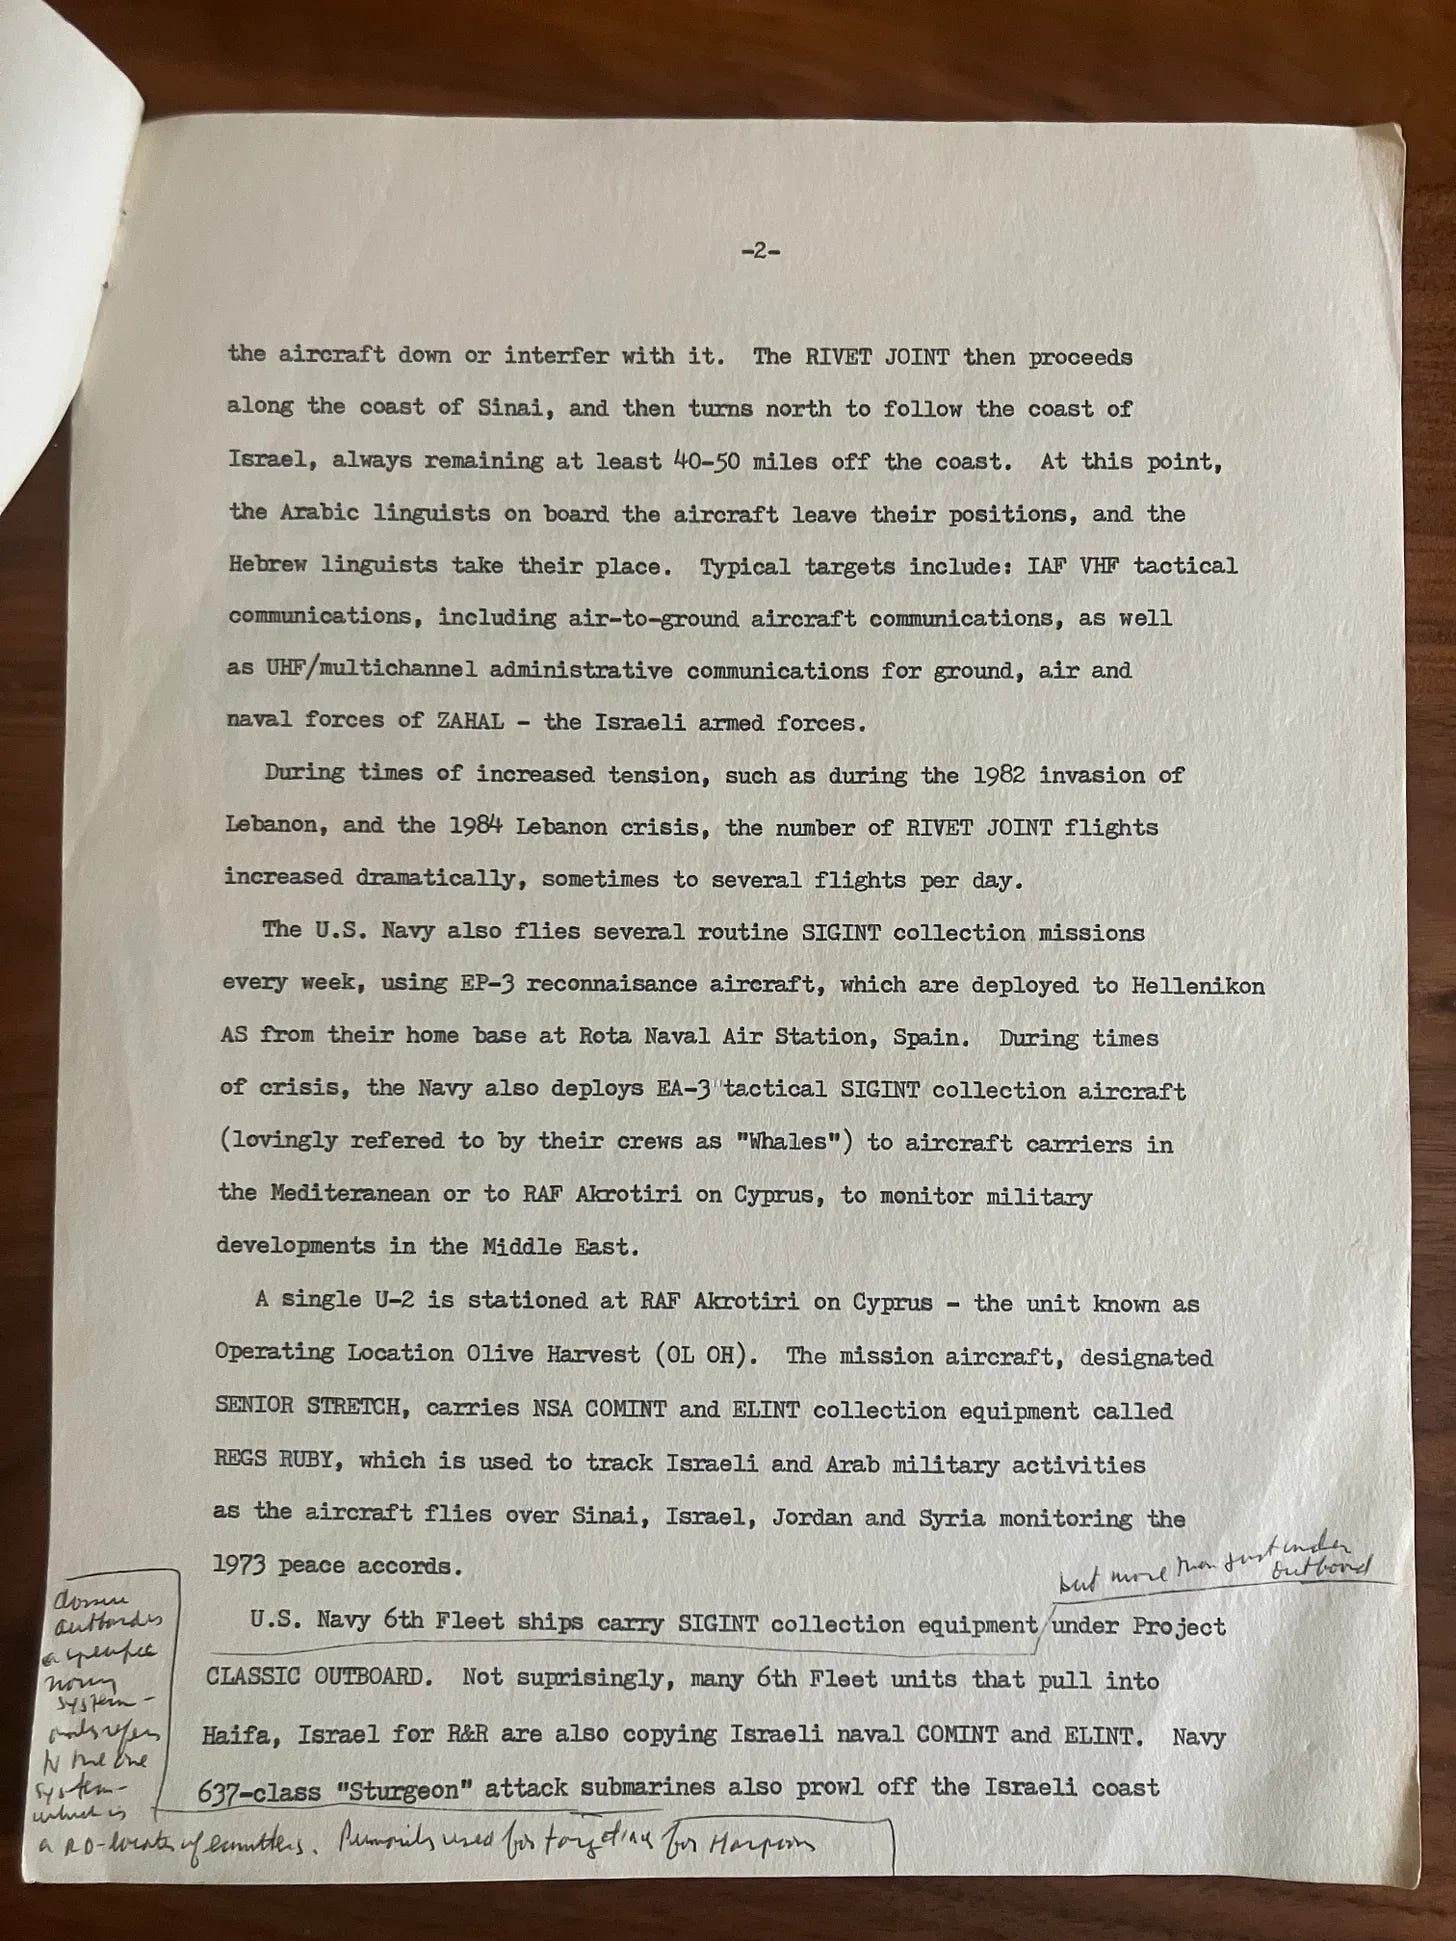 -2-
the aircraft down or interfer with it. The RIVET JOINT then proceeds
along the coast of Sinai, and then turns north to follow the coast of
Israel, always remaining at least 40-50 miles off the coast. At this point,
the Arabic linguists on board the aircraft leave their positions, and the
Hebrew linguists take their place. Typical targets include: IAF VHF tactical
communications, including air-to-ground aircraft communications, as well
as UHF/multichannel administrative communications for ground, air and
naval forces of ZAHAL - the Israeli armed forces.
During times of increased tension, such as during the 1982 invasion of
Lebanon, and the 1984 Lebanon crisis, the number of RIVET JOINT flights
increased dramatically, sometimes to several flights per day.
The U.S. Navy also flies several routine SIGINT collection missions
every week, using EP-3 reconnaisance aircraft, which are deployed to Hellenikon
AS from their home base at Rota Naval Air Station, Spain. During times
of crisis, the Navy also deploys EA-3 tactical SIGINT collection aircraft
(lovingly refered to by their crews as "Whales") to aircraft carriers in
the Mediteranean or to RAF Akrotiri on Cyprus, to monitor military
developments in the Middle East.
A single U-2 is stationed at RAF Akrotiri on Cyprus - the unit known as
Operating Location Olive Harvest (OL OH). The mission aircraft, designated
SENIOR STRETCH, carries NSA COMINT and ELINT collection equipment called
REGS RUBY, which is used to track Israeli and Arab military activities
as the aircraft flies over Sinai, Israel, Jordan and Syria monitoring the
1973 peace accords.
but more than just under
Outboard
U.S. Navy 6th Fleet ships carry SIGINT collection equipment under Project
CLASSIC OUTBOARD. Not suprisingly, many 6th Fleet units that pull into
Haifa, Israel for R&R are also copying Israeli naval COMINT and ELINT. Navy
637-class "Sturgeon" attack submarines also prowl off the Israeli coast
Outboard is
a specific
system -
only refers
to the one
system -
which is
a of emitters. Primarily used for targeting for Harpoon